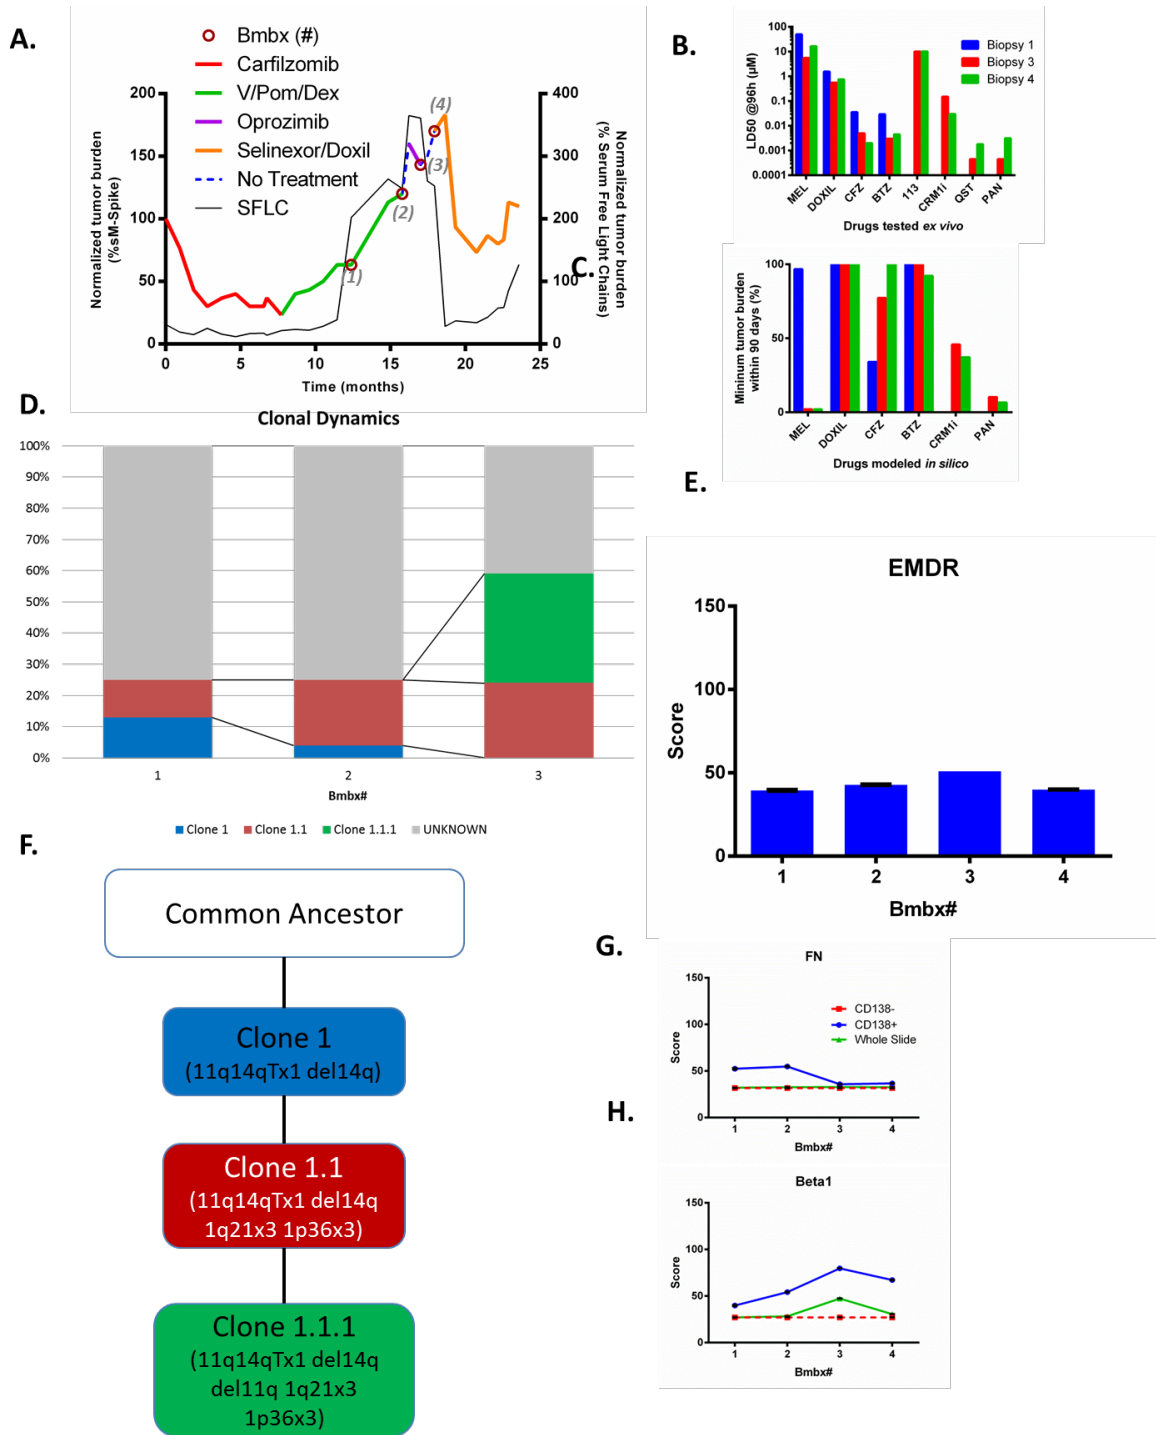 A.
Bmbx (#)
Carfilzomib
V/Pom/Dex
Oprozimib
Selinexor/Doxil
No Treatment
SFLC
Normalized tumor burden
(%sM-Spike)
200
150
100
50
0
(1)
(2)
(3)
(4)
400
300
200
100
0
Normalized tumor burden
(% Serum Free Light Chains)
0 5 10 15 20 25
Time (months)
B.
LD50 @96h (µM)
100
10
1
0.1
0.01
0.001
0.0001
Biopsy 1
Biopsy 3
Biopsy 4
MEL DOXIL CFZ BTZ 113 CRM1i QST PAN
Drugs tested ex vivo
C.
Mininum tumor burden
within 90 days (%)
100
50
0
MEL DOXIL CFZ BTZ CRM1i PAN
Drugs modeled in silico
D.
Clonal Dynamics
100%
90%
80%
70%
60%
50%
40%
30%
20%
10%
0%
1 2 3
Bmbx#
Clone 1 Clone 1.1 Clone 1.1.1 UNKNOWN
E.
EMDR
Score
150
100
50
0
1 2 3 4
Bmbx#
F.
Common Ancestor
Clone 1
(11q14qTx1 del14q)
Clone 1.1
(11q14qTx1 del14q
1q21x3 1p36x3)
Clone 1.1.1
(11q14qTx1 del14q
del11q 1q21x3
1p36x3)
G.
FN
Score
150
100
50
0
CD138-
CD138+
Whole Slide
1 2 3 4
Bmbx#
H.
Beta1
Score
150
100
50
0
1 2 3 4
Bmbx#